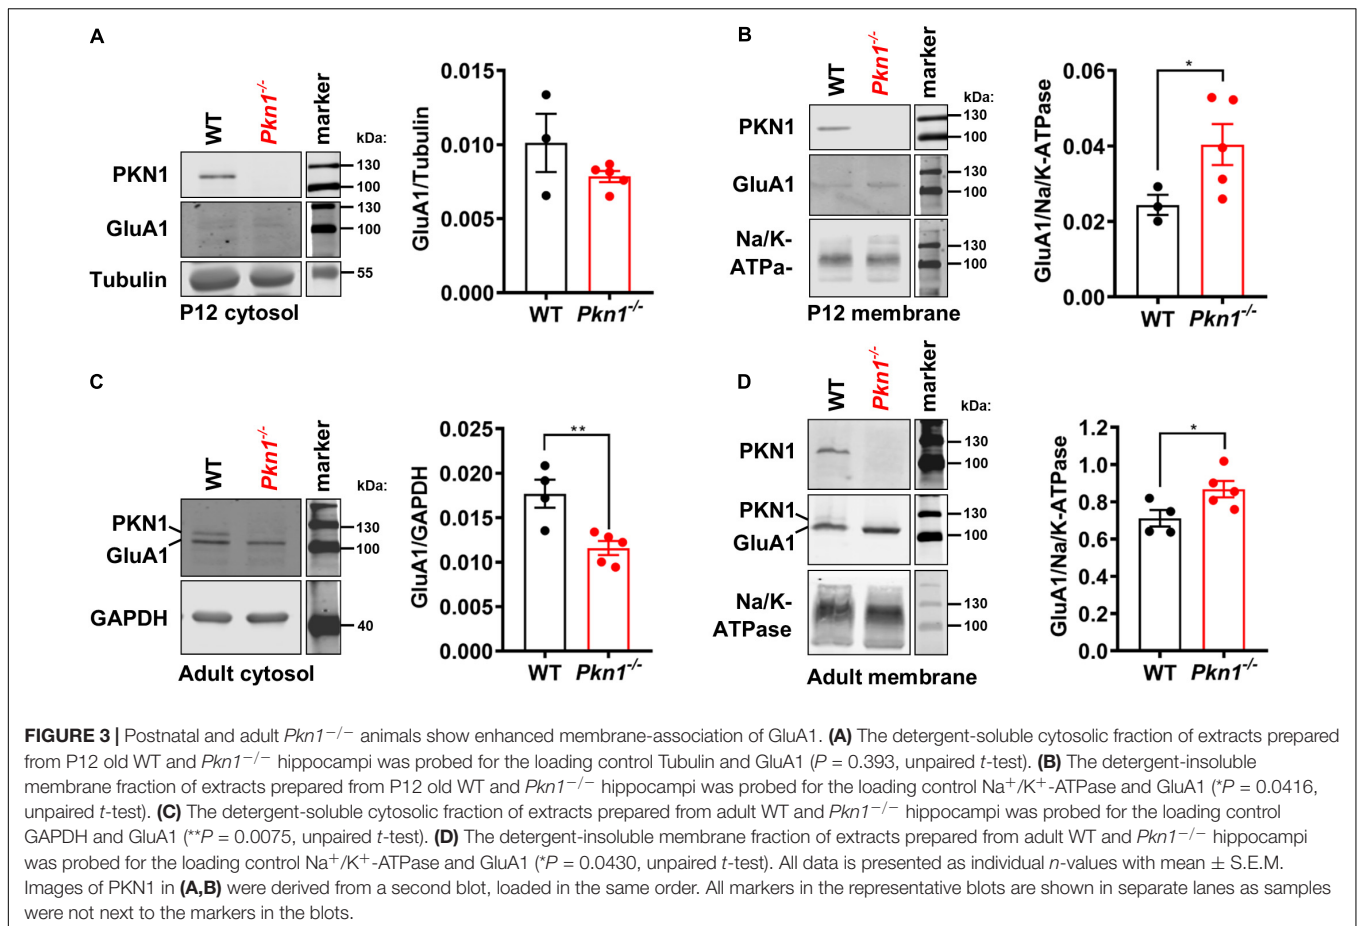 A
WT
Pkn1-/-
marker
kDa:
PKN1
130
100
GluA1
130
100
Tubulin
55
P12 cytosol
GluA1/Tubulin
0.015
0.010
0.005
0.000
WT Pkn1-/-
B
WT
Pkn1-/-
marker
kDa:
PKN1
130
100
GluA1
130
100
Na/K-
ATPa-
130
100
P12 membrane
GluA1/Na/K-ATPase
0.06
0.04
0.02
0.00
*
WT Pkn1-/-
C
WT
Pkn1-/-
marker
kDa:
PKN1
GluA1
130
100
GAPDH
40
Adult cytosol
GluA1/GAPDH
0.025
0.020
0.015
0.010
0.005
0.000
**
WT Pkn1-/-
D
WT
Pkn1-/-
marker
kDa:
PKN1
130
100
PKN1
GluA1
130
100
Na/K-
ATPase
130
100
Adult membrane
GluA1/Na/K-ATPase
1.2
1.0
0.8
0.6
0.4
0.2
0.0
*
WT Pkn1-/-
FIGURE 3 | Postnatal and adult Pkn1−/− animals show enhanced membrane-association of GluA1. (A) The detergent-soluble cytosolic fraction of extracts prepared
from P12 old WT and Pkn1−/− hippocampi was probed for the loading control Tubulin and GluA1 (P = 0.393, unpaired t-test). (B) The detergent-insoluble
membrane fraction of extracts prepared from P12 old WT and Pkn1−/− hippocampi was probed for the loading control Na+/K+-ATPase and GluA1 (*P = 0.0416,
unpaired t-test). (C) The detergent-soluble cytosolic fraction of extracts prepared from adult WT and Pkn1−/− hippocampi was probed for the loading control
GAPDH and GluA1 (**P = 0.0075, unpaired t-test). (D) The detergent-insoluble membrane fraction of extracts prepared from adult WT and Pkn1−/− hippocampi
was probed for the loading control Na+/K+-ATPase and GluA1 (*P = 0.0430, unpaired t-test). All data is presented as individual n-values with mean ± S.E.M.
Images of PKN1 in (A,B) were derived from a second blot, loaded in the same order. All markers in the representative blots are shown in separate lanes as samples
were not next to the markers in the blots.